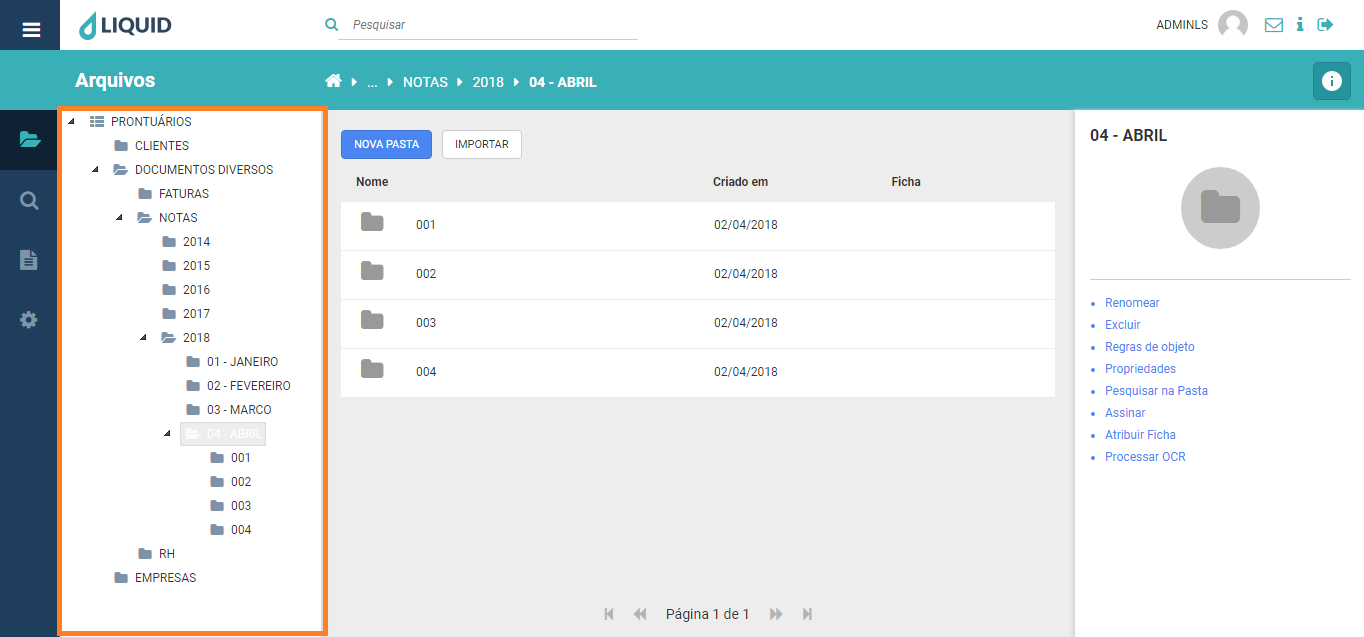 LIQUID
Pesquisar
ADMINLS
Arquivos
... NOTAS 2018 04 - ABRIL
PRONTUÁRIOS
CLIENTES
DOCUMENTOS DIVERSOS
FATURAS
NOTAS
2014
2015
2016
2017
2018
01 - JANEIRO
02 - FEVEREIRO
03 - MARCO
04 - ABRIL
001
002
003
004
RH
EMPRESAS
NOVA PASTA IMPORTAR
Nome Criado em Ficha
001 02/04/2018
002 02/04/2018
003 02/04/2018
004 02/04/2018
Página 1 de 1
04 - ABRIL
Renomear
Excluir
Regras de objeto
Propriedades
Pesquisar na Pasta
Assinar
Atribuir Ficha
Processar OCR